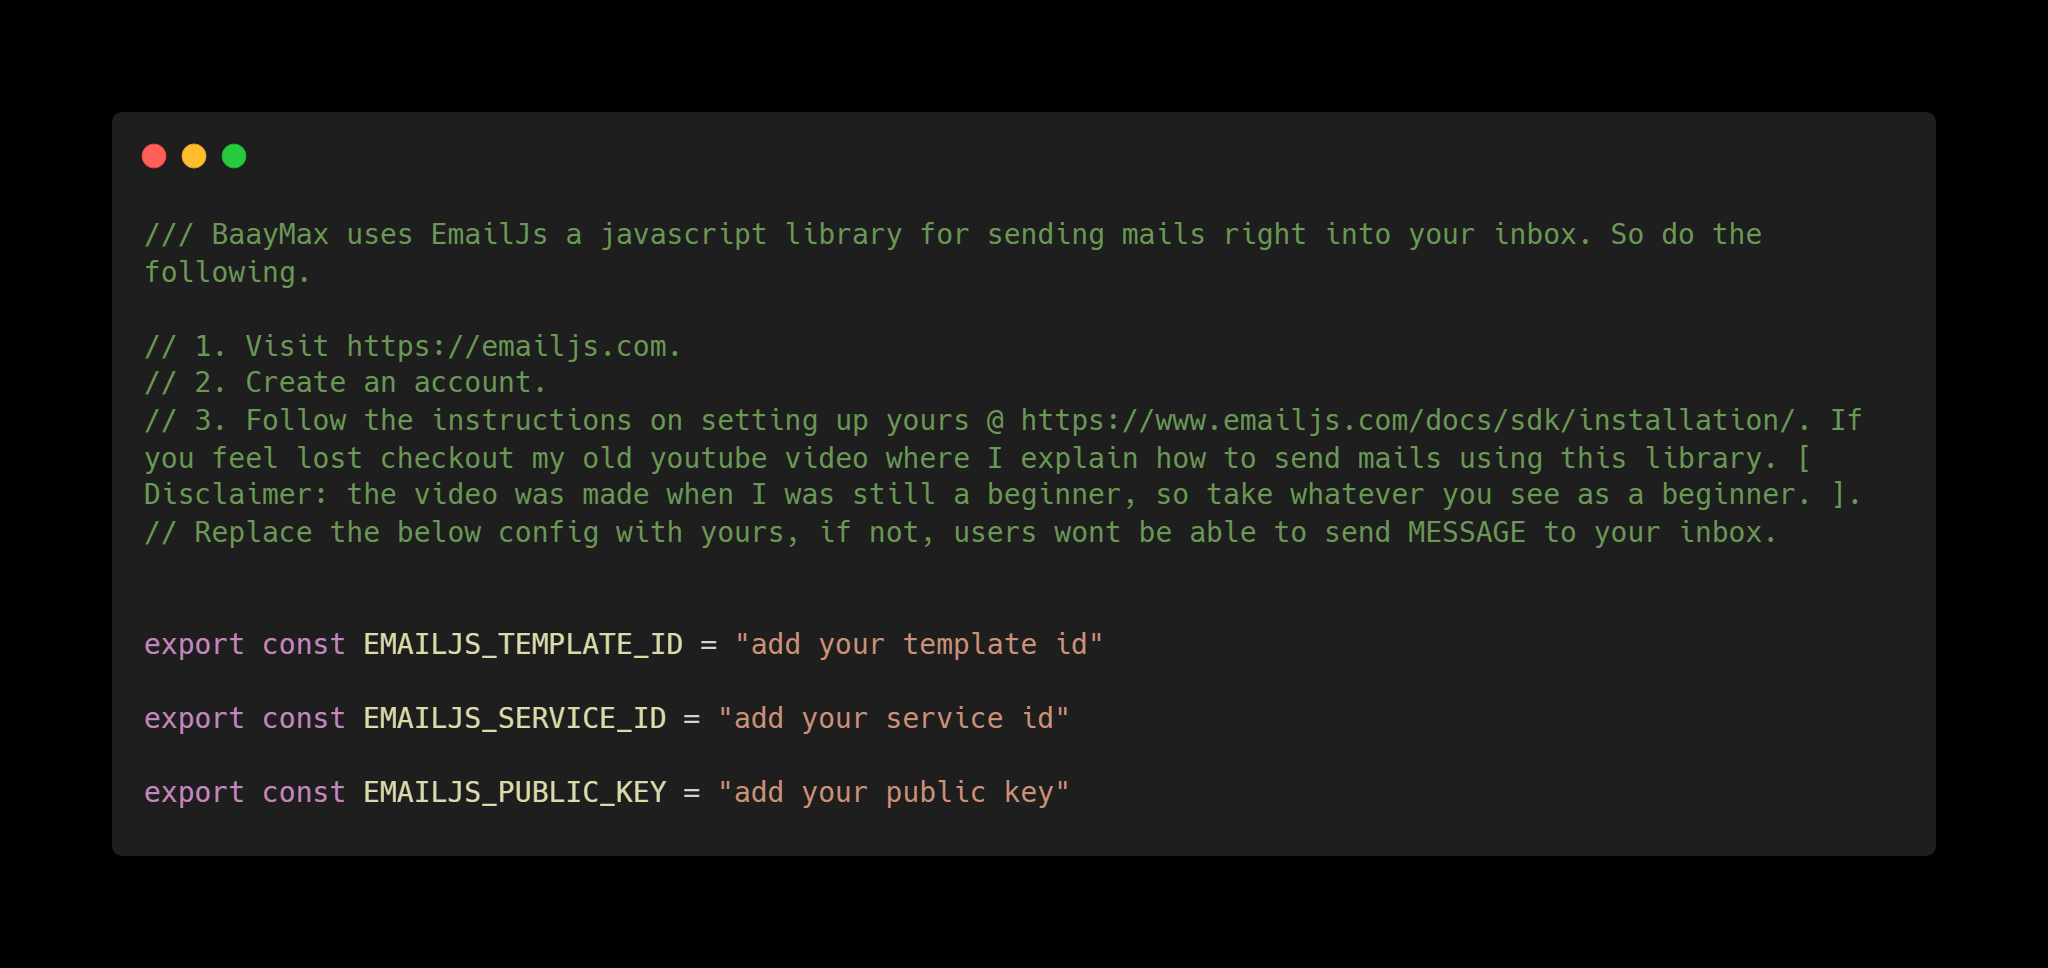 /// BaayMax uses EmailJs a javascript library for sending mails right into your inbox. So do the
following.
// 1. Visit https://emailjs.com.
// 2. Create an account.
// 3. Follow the instructions on setting up yours @ https://www.emailjs.com/docs/sdk/installation/. If
you feel lost checkout my old youtube video where I explain how to send mails using this library. [
Disclaimer: the video was made when I was still a beginner, so take whatever you see as a beginner. ].
// Replace the below config with yours, if not, users wont be able to send MESSAGE to your inbox.
export const EMAILJS_TEMPLATE_ID = "add your template id"
export const EMAILJS_SERVICE_ID = "add your service id"
export const EMAILJS_PUBLIC_KEY = "add your public key"